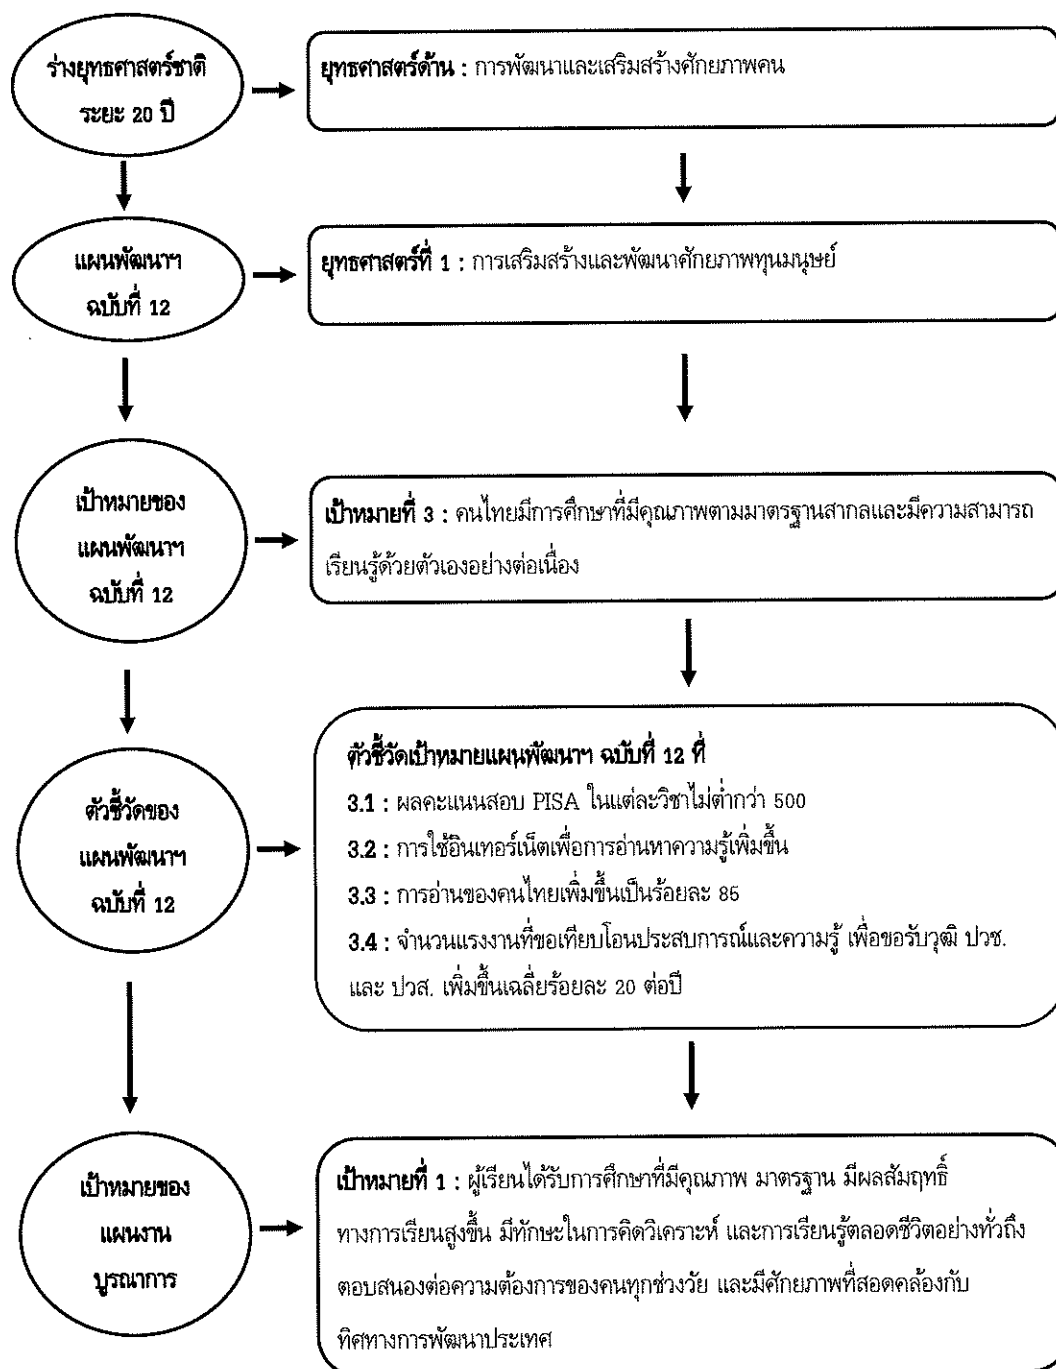 ร่างยุทธศาสตร์ชาติ
ระยะ 20 ปี
ยุทธศาสตร์ด้าน : การพัฒนาและเสริมสร้างศักยภาพคน
แผนพัฒนาฯ
ฉบับที่ 12
ยุทธศาสตร์ที่ 1 : การเสริมสร้างและพัฒนาศักยภาพทุนมนุษย์
เป้าหมายของ
แผนพัฒนาฯ
ฉบับที่ 12
เป้าหมายที่ 3 : คนไทยมีการศึกษาที่มีคุณภาพตามมาตรฐานสากลและมีความสามารถ
เรียนรู้ด้วยตัวเองอย่างต่อเนื่อง
ตัวชี้วัดของ
แผนพัฒนาฯ
ฉบับที่ 12
ตัวชี้วัดเป้าหมายแผนพัฒนาฯ ฉบับที่ 12 ที่
3.1 : ผลคะแนนสอบ PISA ในแต่ละวิชาไม่ต่ำกว่า 500
3.2 : การใช้อินเทอร์เน็ตเพื่อการอ่านหาความรู้เพิ่มขึ้น
3.3 : การอ่านของคนไทยเพิ่มขึ้นเป็นร้อยละ 85
3.4 : จำนวนแรงงานที่ขอเทียบโอนประสบการณ์และความรู้ เพื่อขอรับวุฒิ ปวช.
และ ปวส. เพิ่มขึ้นเฉลี่ยร้อยละ 20 ต่อปี
เป้าหมายของ
แผนงาน
บูรณาการ
เป้าหมายที่ 1 : ผู้เรียนได้รับการศึกษาที่มีคุณภาพ มาตรฐาน มีผลสัมฤทธิ์
ทางการเรียนสูงขึ้น มีทักษะในการคิดวิเคราะห์ และการเรียนรู้ตลอดชีวิตอย่างทั่วถึง
ตอบสนองต่อความต้องการของคนทุกช่วงวัย และมีศักยภาพที่สอดคล้องกับ
ทิศทางการพัฒนาประเทศ